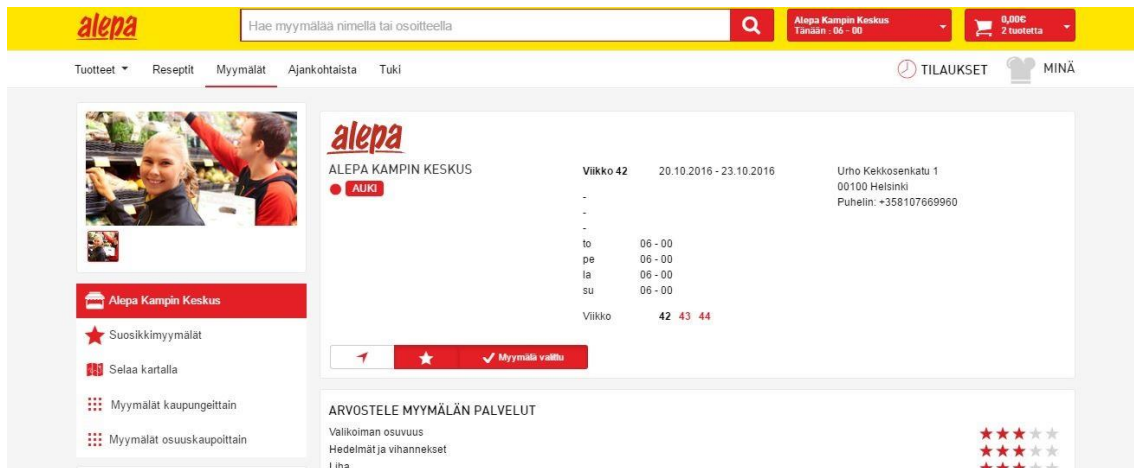 alepa
Hae myymälää nimellä tai osoitteella
Alepa Kampin Keskus
Tänään : 06 - 00
0,00€
2 tuotetta
Tuotteet Reseptit Myymälät Ajankohtaista Tuki
TILAUKSET MINÄ
alepa
ALEPA KAMPIN KESKUS
AUKI
Viikko 42 20.10.2016 - 23.10.2016
-
-
-
to 06 - 00
pe 06 - 00
la 06 - 00
su 06 - 00
Viikko 42 43 44
Urho Kekkosenkatu 1
00100 Helsinki
Puhelin: +358107669960
Myymälä valittu
Alepa Kampin Keskus
Suosikkimyymälät
Selaa kartalla
Myymälät kaupungeittain
Myymälät osuuskaupoittain
ARVOSTELE MYYMÄLÄN PALVELUT
Valikoiman osuvuus
Hedelmät ja vihannekset
Liha